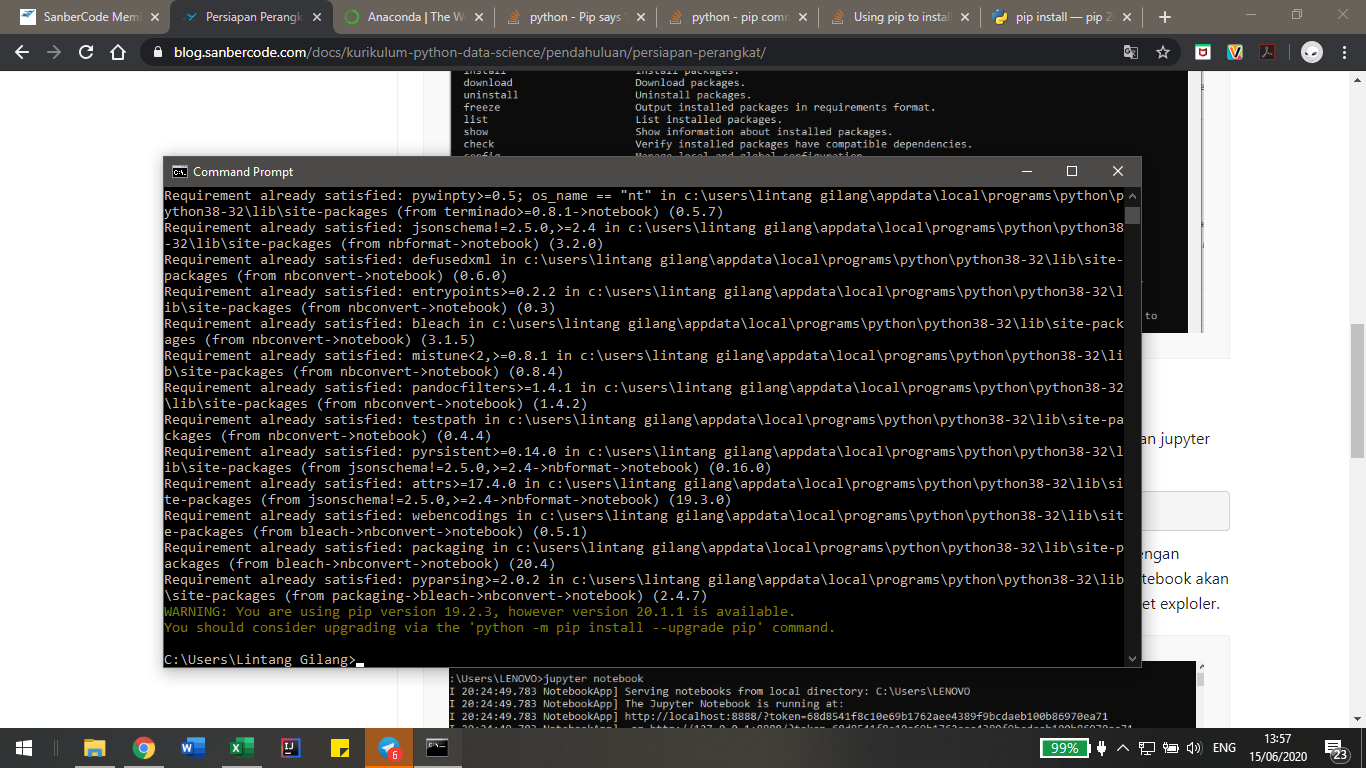 SanberCode Mem
Persiapan Perangk
Anaconda | The W
python - Pip says
python - pip com
Using pip to instal
pip install — pip 2
blog.sanbercode.com/docs/kurikulum-python-data-science/pendahuluan/persiapan-perangkat/
install Install packages.
download Download packages.
uninstall Uninstall packages.
freeze Output installed packages in requirements format.
list List installed packages.
show Show information about installed packages.
check Verify installed packages have compatible dependencies.
config Manage local and global configuration.
Command Prompt
Requirement already satisfied: pywinpty>=0.5; os_name == "nt" in c:\users\lintang gilang\appdata\local\programs\python\p
ython38-32\lib\site-packages (from terminado>=0.8.1->notebook) (0.5.7)
Requirement already satisfied: jsonschema!=2.5.0,>=2.4 in c:\users\lintang gilang\appdata\local\programs\python\python38
-32\lib\site-packages (from nbformat->notebook) (3.2.0)
Requirement already satisfied: defusedxml in c:\users\lintang gilang\appdata\local\programs\python\python38-32\lib\site-
packages (from nbconvert->notebook) (0.6.0)
Requirement already satisfied: entrypoints>=0.2.2 in c:\users\lintang gilang\appdata\local\programs\python\python38-32\l
ib\site-packages (from nbconvert->notebook) (0.3)
Requirement already satisfied: bleach in c:\users\lintang gilang\appdata\local\programs\python\python38-32\lib\site-pack
ages (from nbconvert->notebook) (3.1.5)
Requirement already satisfied: mistune<2,>=0.8.1 in c:\users\lintang gilang\appdata\local\programs\python\python38-32\li
b\site-packages (from nbconvert->notebook) (0.8.4)
Requirement already satisfied: pandocfilters>=1.4.1 in c:\users\lintang gilang\appdata\local\programs\python\python38-32
\lib\site-packages (from nbconvert->notebook) (1.4.2)
Requirement already satisfied: testpath in c:\users\lintang gilang\appdata\local\programs\python\python38-32\lib\site-pa
ckages (from nbconvert->notebook) (0.4.4)
Requirement already satisfied: pyrsistent>=0.14.0 in c:\users\lintang gilang\appdata\local\programs\python\python38-32\l
ib\site-packages (from jsonschema!=2.5.0,>=2.4->nbformat->notebook) (0.16.0)
Requirement already satisfied: attrs>=17.4.0 in c:\users\lintang gilang\appdata\local\programs\python\python38-32\lib\si
te-packages (from jsonschema!=2.5.0,>=2.4->nbformat->notebook) (19.3.0)
Requirement already satisfied: webencodings in c:\users\lintang gilang\appdata\local\programs\python\python38-32\lib\sit
e-packages (from bleach->nbconvert->notebook) (0.5.1)
Requirement already satisfied: packaging in c:\users\lintang gilang\appdata\local\programs\python\python38-32\lib\site-p
ackages (from bleach->nbconvert->notebook) (20.4)
Requirement already satisfied: pyparsing>=2.0.2 in c:\users\lintang gilang\appdata\local\programs\python\python38-32\lib
\site-packages (from packaging->bleach->nbconvert->notebook) (2.4.7)
WARNING: You are using pip version 19.2.3, however version 20.1.1 is available.
You should consider upgrading via the 'python -m pip install --upgrade pip' command.
C:\Users\Lintang Gilang>
to
an jupyter
engan
tebook akan
et exploler.
:\Users\LENOVO>jupyter notebook
I 20:24:49.783 NotebookApp] Serving notebooks from local directory: C:\Users\LENOVO
I 20:24:49.783 NotebookApp] The Jupyter Notebook is running at:
I 20:24:49.783 NotebookApp] http://localhost:8888/?token=68d8541f8c10e69b1762aee4389f9bcdaeb100b86970ea71
99%
ENG
13:57
15/06/2020
23
6